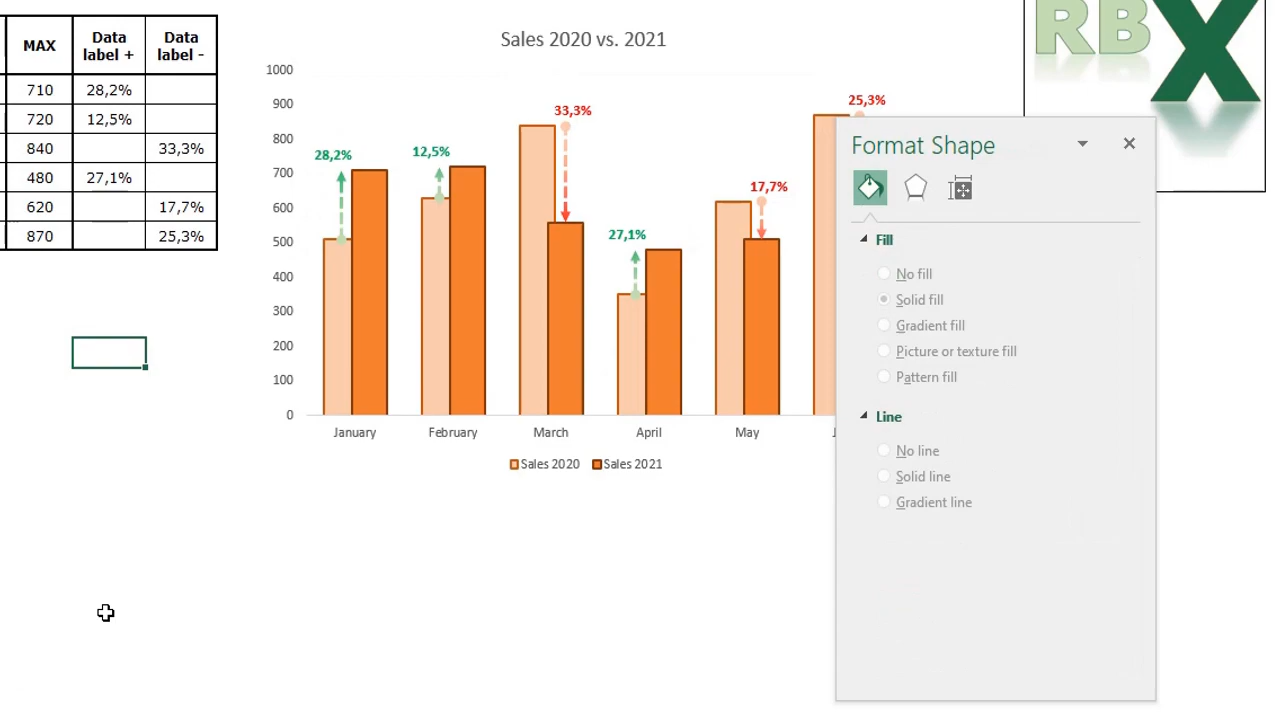 MAX
Data
label +
Data
label -
710
28,2%
720
12,5%
840
33,3%
480
27,1%
620
17,7%
870
25,3%
Sales 2020 vs. 2021
1000
900
800
700
600
500
400
300
200
100
0
28,2%
12,5%
33,3%
27,1%
17,7%
25,3%
January
February
March
April
May
Sales 2020
Sales 2021
RBX
Format Shape
Fill
No fill
Solid fill
Gradient fill
Picture or texture fill
Pattern fill
Line
No line
Solid line
Gradient line